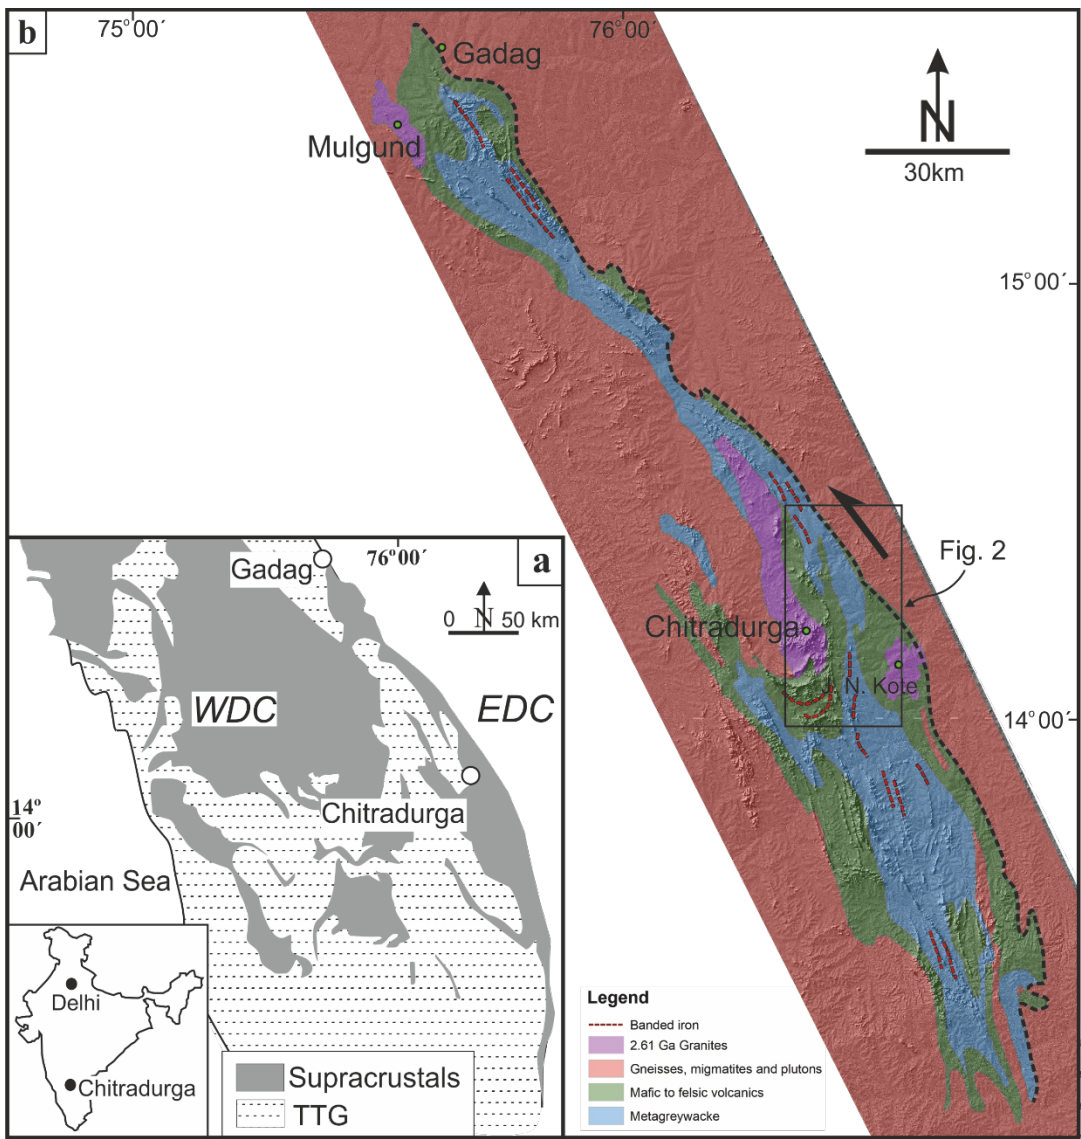 b
75°00´
76°00´
Gadag
Mulgund
N
30km
15°00´
Fig. 2
Chitradurga
J. N. Kote
14°00´
a
76°00´
Gadag
0 N 50 km
WDC
EDC
Chitradurga
14°
00´
Arabian Sea
Delhi
Chitradurga
Supracrustals
TTG
Legend
Banded iron
2.61 Ga Granites
Gneisses, migmatites and plutons
Mafic to felsic volcanics
Metagreywacke